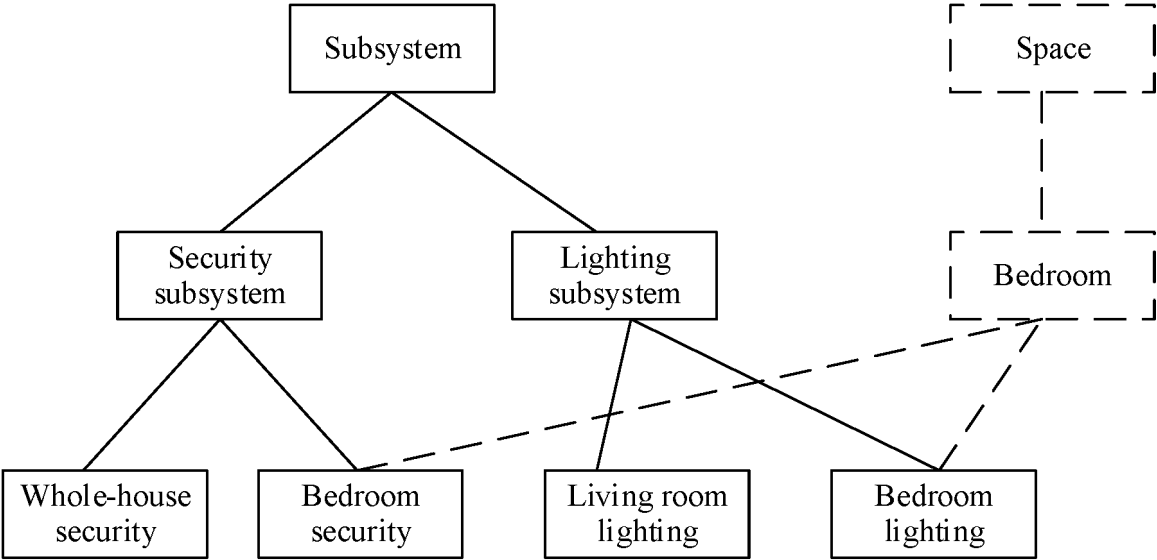 Subsystem
Space
Security
subsystem
Lighting
subsystem
Bedroom
Whole-house
security
Bedroom
security
Living room
lighting
Bedroom
lighting